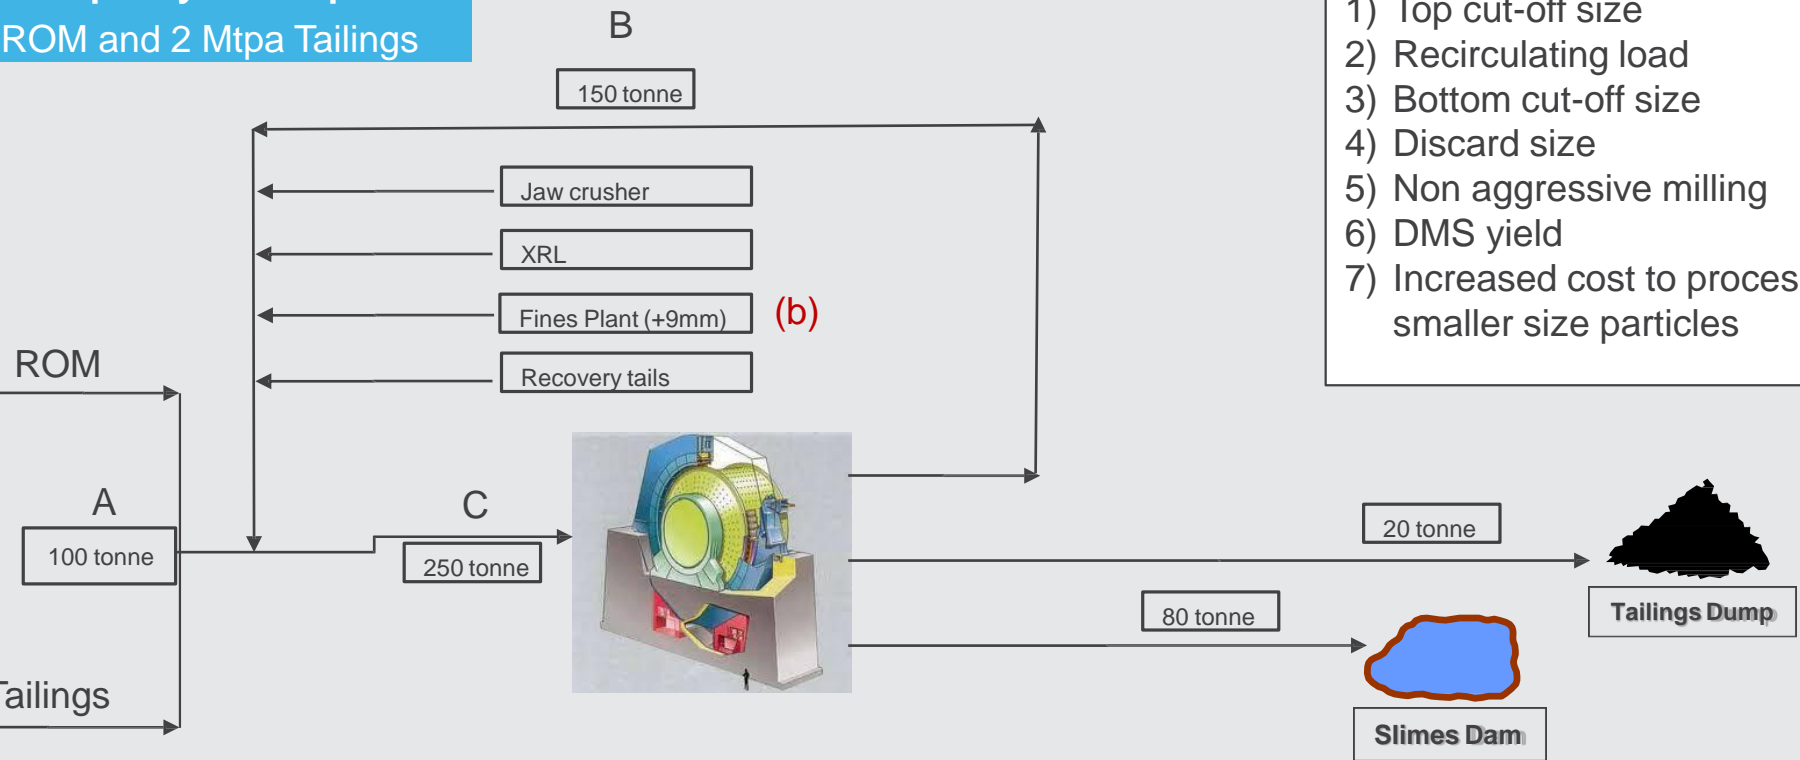 ROM and 2 Mtpa Tailings
B
150 tonne
Jaw crusher
XRL
Fines Plant (+9mm)
(b)
Recovery tails
ROM
A
100 tonne
C
250 tonne
Tailings
20 tonne
80 tonne
Tailings Dump
Slimes Dam
1) Top cut-off size
2) Recirculating load
3) Bottom cut-off size
4) Discard size
5) Non aggressive milling
6) DMS yield
7) Increased cost to proces
smaller size particles